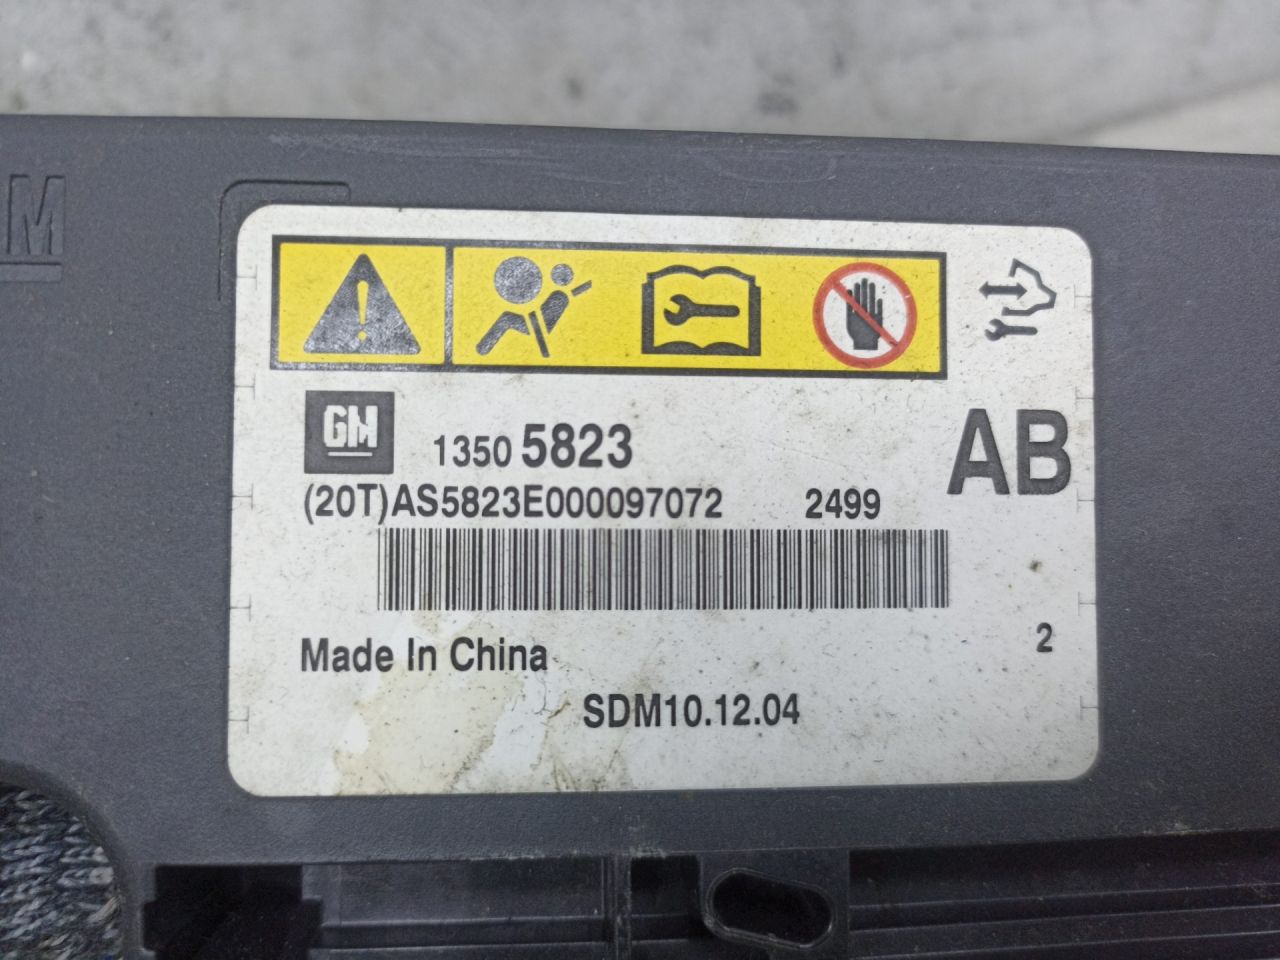 M
GM 1350 5823 AB
(20T)AS5823E000097072 2499
Made In China 2
SDM10.12.04